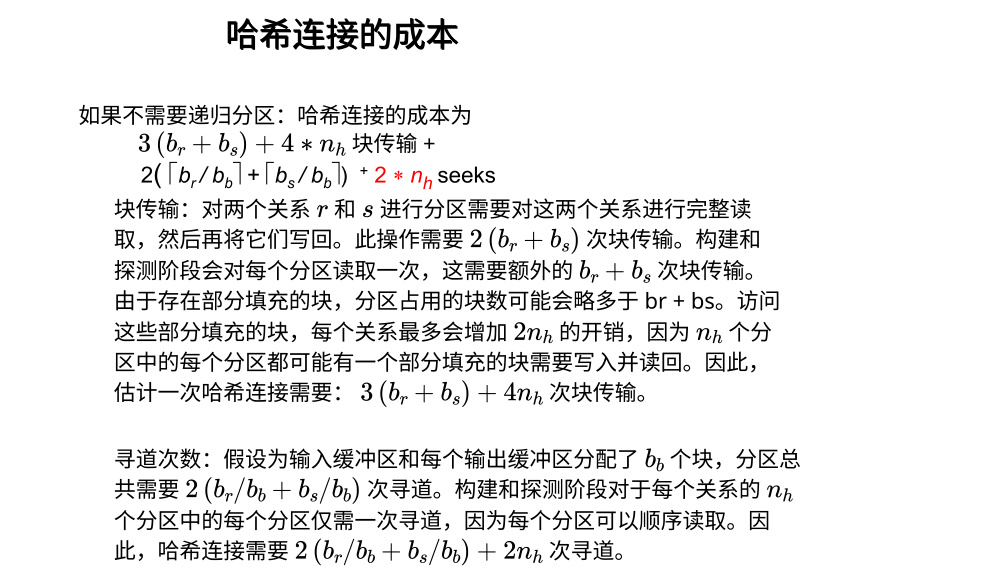 哈希连接的成本
如果不需要递归分区：哈希连接的成本为
3 (b_r + b_s) + 4 ∗ n_h 块传输 +
2(⌈b_r / b_b⌉ + ⌈b_s / b_b⌉) + 2 ∗ n_h seeks
块传输：对两个关系 r 和 s 进行分区需要对这两个关系进行完整读
取，然后再将它们写回。此操作需要 2 (b_r + b_s) 次块传输。构建和
探测阶段会对每个分区读取一次，这需要额外的 b_r + b_s 次块传输。
由于存在部分填充的块，分区占用的块数可能会略多于 br + bs。访问
这些部分填充的块，每个关系最多会增加 2n_h 的开销，因为 n_h 个分
区中的每个分区都可能有一个部分填充的块需要写入并读回。因此，
估计一次哈希连接需要： 3 (b_r + b_s) + 4n_h 次块传输。
寻道次数：假设为输入缓冲区和每个输出缓冲区分配了 b_b 个块，分区总
共需要 2 (b_r/b_b + b_s/b_b) 次寻道。构建和探测阶段对于每个关系的 n_h
个分区中的每个分区仅需一次寻道，因为每个分区可以顺序读取。因
此，哈希连接需要 2 (b_r/b_b + b_s/b_b) + 2n_h 次寻道。